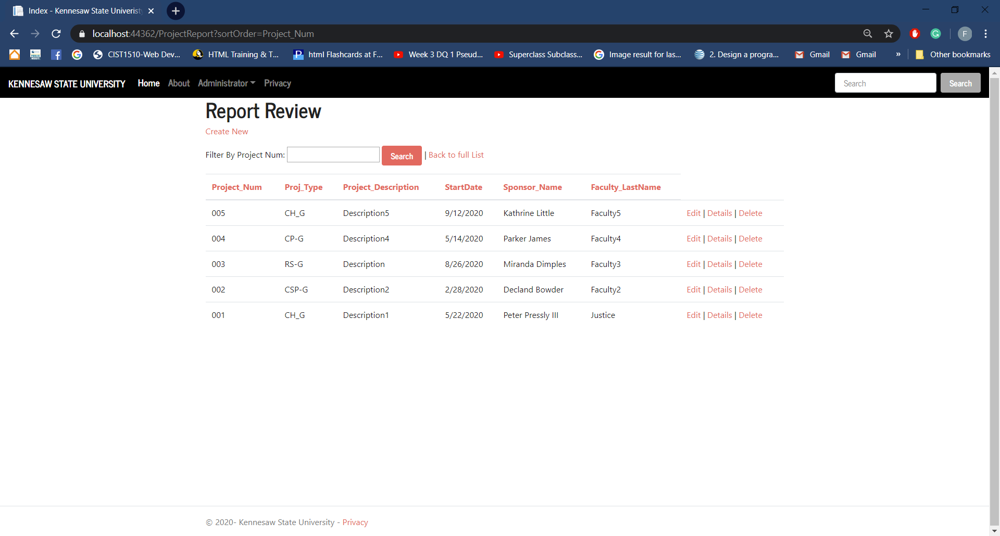 Index - Kennesaw State Univerist
localhost:44362/ProjectReport?sortOrder=Project_Num
F
CIST1510-Web Dev... HTML Training & T... html Flashcards at F... Week 3 DQ 1 Pseud... Superclass Subclass... Image result for las... 2. Design a progra... Gmail Gmail » Other bookmarks
KENNESAW STATE UNIVERSITY Home About Administrator Privacy Search Search
Report Review
Create New
Filter By Project Num: Search | Back to full List
Project_Num Proj_Type Project_Description StartDate Sponsor_Name Faculty_LastName
005 CH_G Description5 9/12/2020 Kathrine Little Faculty5 Edit | Details | Delete
004 CP-G Description4 5/14/2020 Parker James Faculty4 Edit | Details | Delete
003 RS-G Description 8/26/2020 Miranda Dimples Faculty3 Edit | Details | Delete
002 CSP-G Description2 2/28/2020 Decland Bowder Faculty2 Edit | Details | Delete
001 CH_G Description1 5/22/2020 Peter Pressly III Justice Edit | Details | Delete
© 2020- Kennesaw State University - Privacy